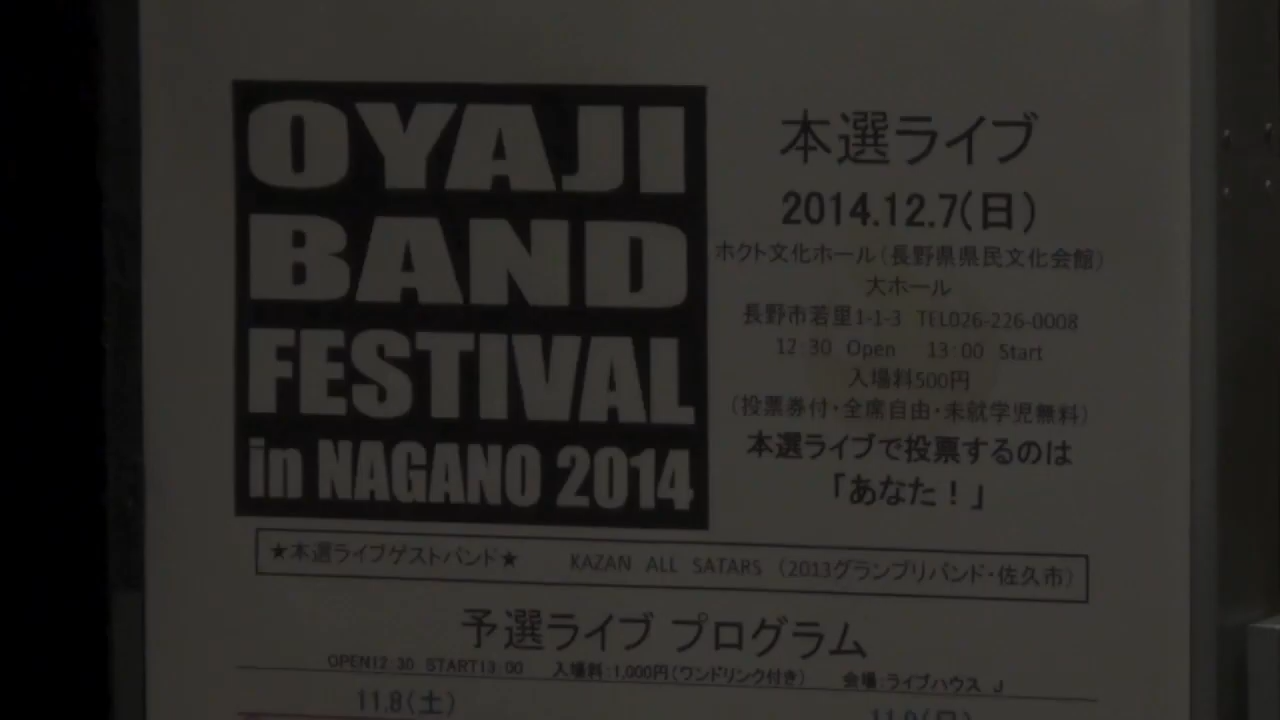 OYAJI
BAND
FESTIVAL
in NAGANO 2014
本選ライブ
2014.12.7(日)
ホクト文化ホール(長野県県民文化会館)
大ホール
長野市若里1-1-3 TEL026-226-0008
12:30 Open 13:00 Start
入場料500円
(投票券付・全席自由・未就学児無料)
本選ライブで投票するのは
「あなた！」
★本選ライブゲストバンド★ KAZAN ALL SATARS (2013グランプリバンド・佐久市)
予選ライブ プログラム
OPEN12:30 START13:00 入場料:1,000円(ワンドリンク付き) 会場:ライブハウス J
11.8(土)